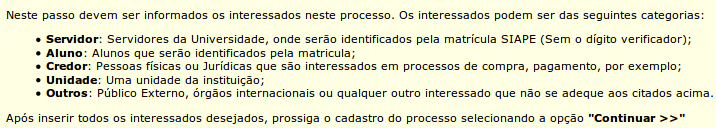 Neste passo devem ser informados os interessados neste processo. Os interessados podem ser das seguintes categorias:
• Servidor: Servidores da Universidade, onde serão identificados pela matrícula SIAPE (Sem o dígito verificador);
• Aluno: Alunos que serão identificados pela matricula;
• Credor: Pessoas físicas ou Jurídicas que são interessados em processos de compra, pagamento, por exemplo;
• Unidade: Uma unidade da instituição;
• Outros: Público Externo, órgãos internacionais ou qualquer outro interessado que não se adeque aos citados acima.
Após inserir todos os interessados desejados, prossiga o cadastro do processo selecionando a opção "Continuar >>"